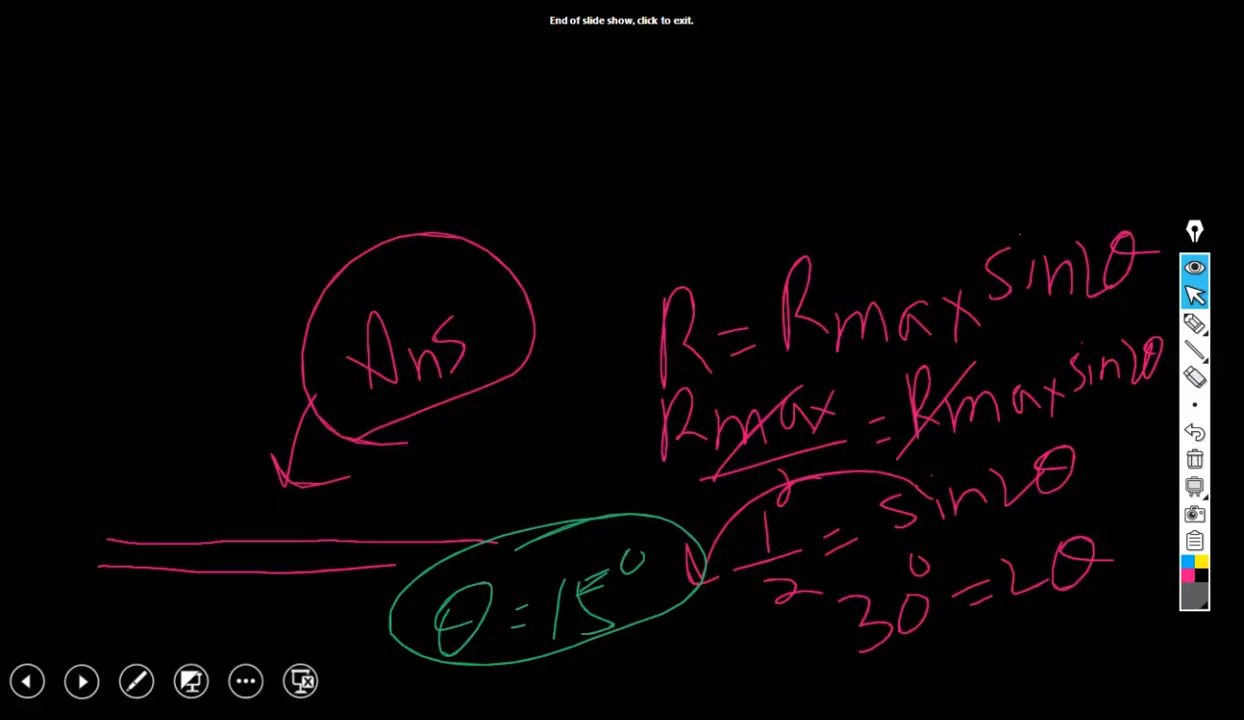 End of slide show, click to exit.
Ans
R = Rmax sin2θ
Rmax/2 = Rmax sin2θ
1/2 = sin2θ
30° = 2θ
θ = 15°